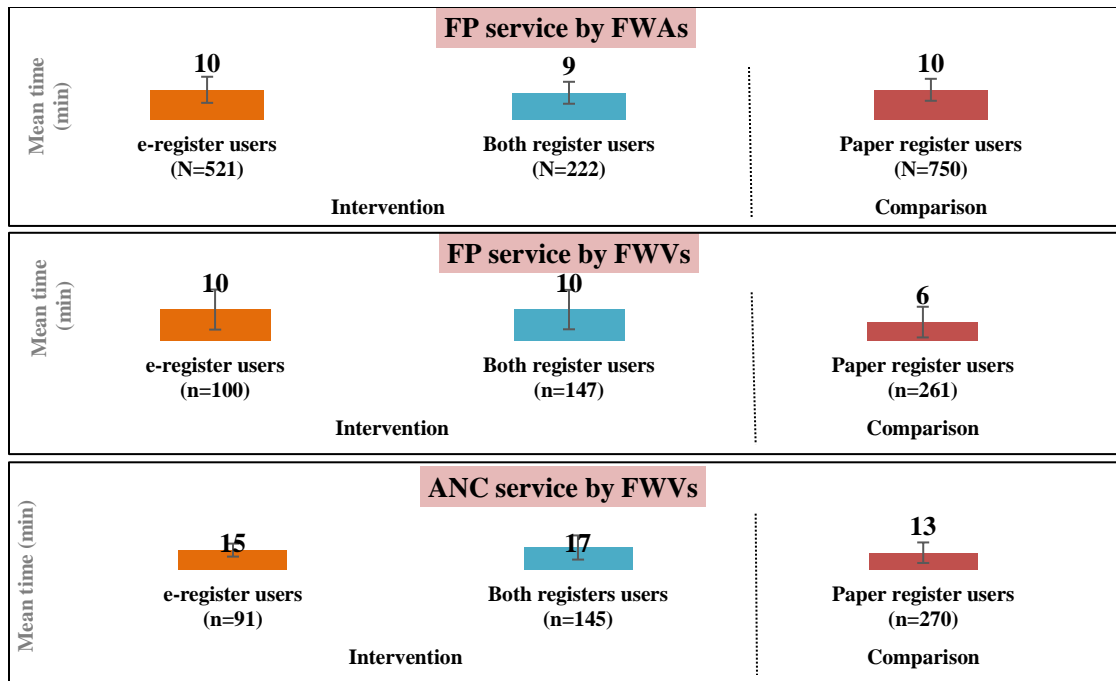 FP service by FWAs
Mean time
(min)
10
9
10
e-register users
(N=521)
Both register users
(N=222)
Paper register users
(N=750)
Intervention
Comparison
FP service by FWVs
Mean time
(min)
10
10
6
e-register users
(n=100)
Both register users
(n=147)
Paper register users
(n=261)
Intervention
Comparison
ANC service by FWVs
Mean time (min)
15
17
13
e-register users
(n=91)
Both registers users
(n=145)
Paper register users
(n=270)
Intervention
Comparison